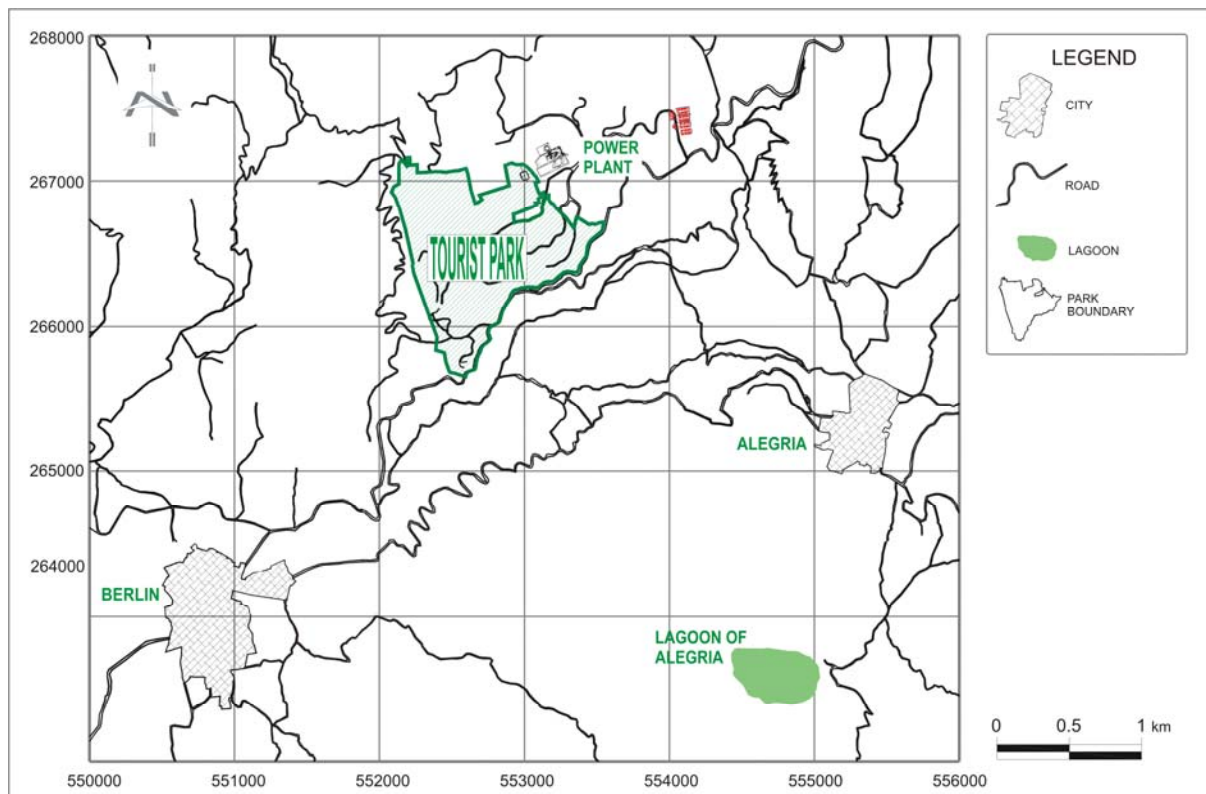 268000
267000
266000
265000
264000
550000
551000
552000
553000
554000
555000
556000
N
POWER
PLANT
TOURIST PARK
ALEGRIA
BERLIN
LAGOON OF
ALEGRIA
LEGEND
CITY
ROAD
LAGOON
PARK
BOUNDARY
0
0.5
1 km